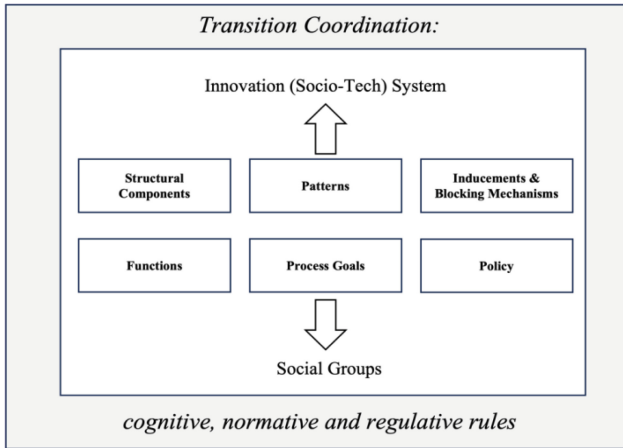 Transition Coordination:
Innovation (Socio-Tech) System
Structural
Components
Patterns
Inducements &
Blocking Mechanisms
Functions
Process Goals
Policy
Social Groups
cognitive, normative and regulative rules